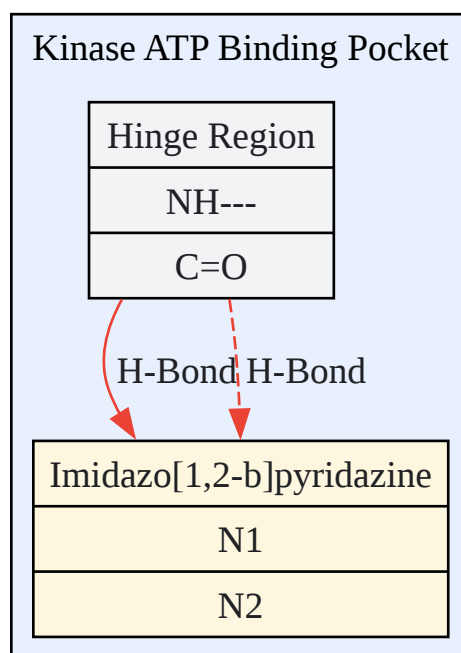 Kinase ATP Binding Pocket
Hinge Region
NH---
C=O
H-Bond H-Bond
Imidazo[1,2-b]pyridazine
N1
N2